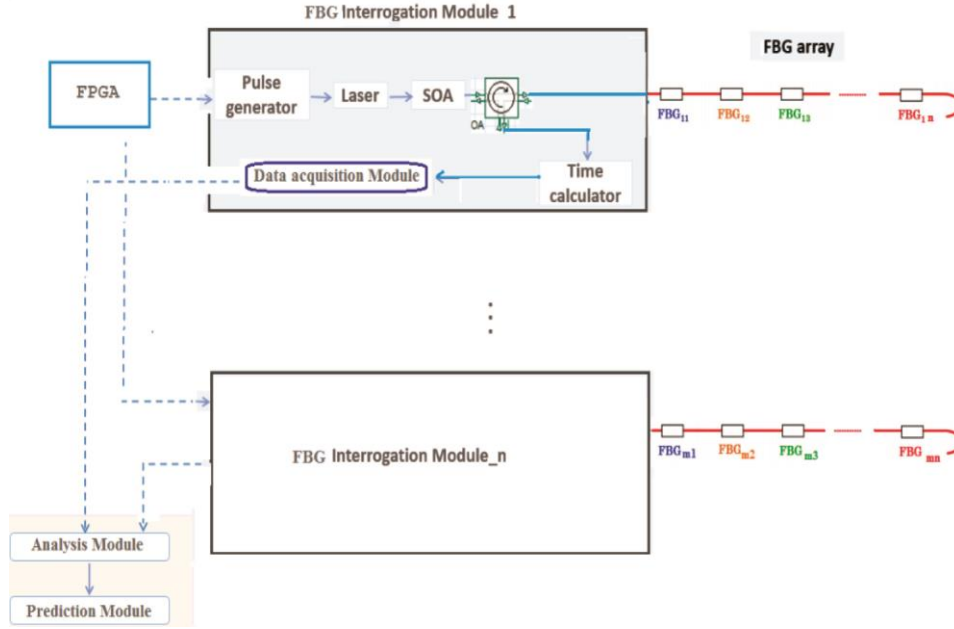 FBG Interrogation Module 1
FBG array
FPGA
Pulse
generator
Laser
SOA
OA
FBG11
FBG12
FBG13
FBG1n
Data acquisition Module
Time
calculator
FBG Interrogation Module_n
FBGm1
FBGm2
FBGm3
FBGmn
Analysis Module
Prediction Module